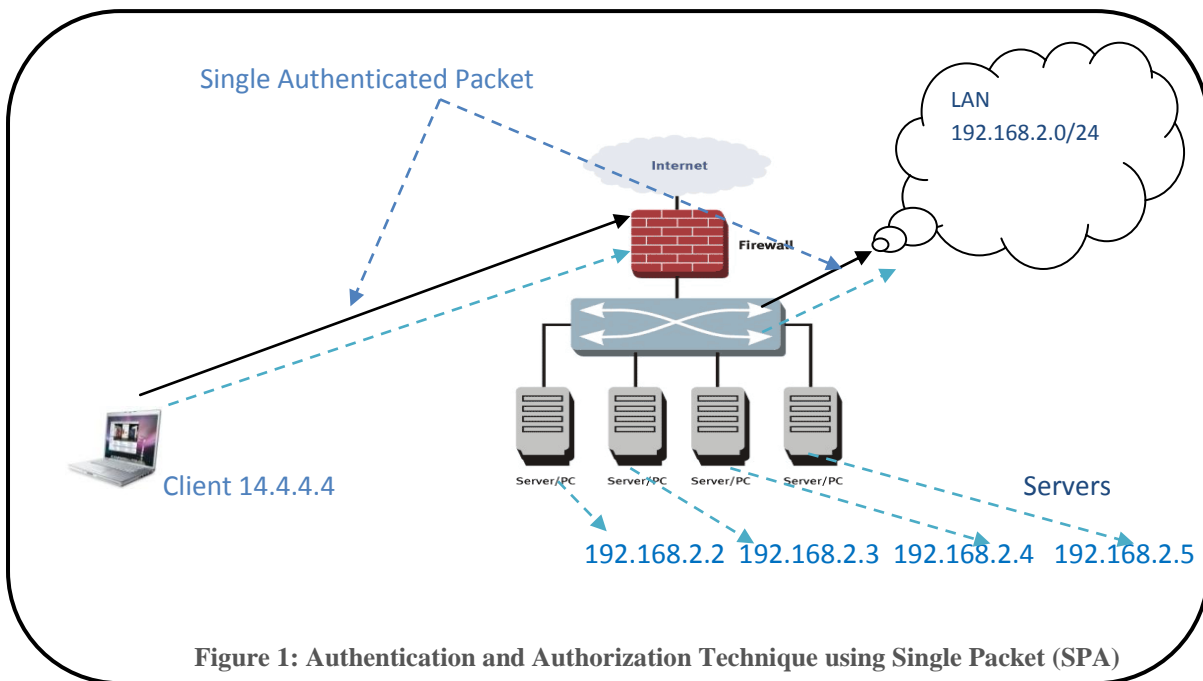 Single Authenticated Packet
LAN
192.168.2.0/24
Internet
Firewall
Client 14.4.4.4
Server/PC
Server/PC
Server/PC
Server/PC
Servers
192.168.2.2
192.168.2.3
192.168.2.4
192.168.2.5
Figure 1: Authentication and Authorization Technique using Single Packet (SPA)